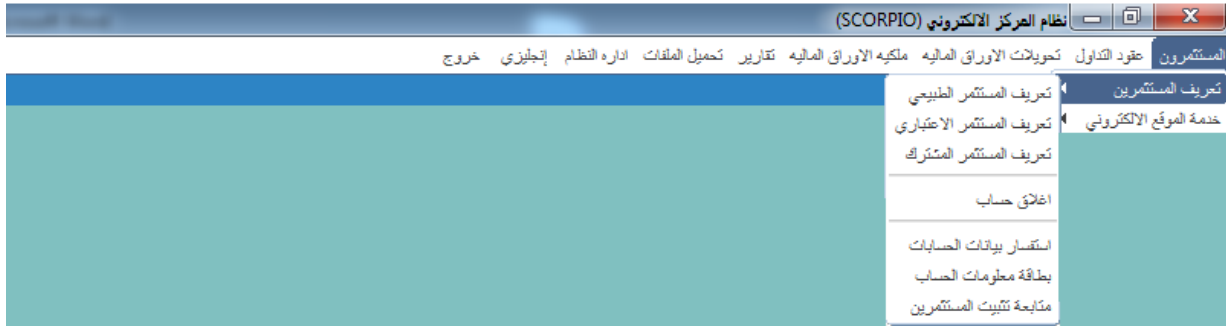 نظام المركز الالكتروني (SCORPIO)
المستثمرون عقود التداول تحويلات الاوراق الماليه ملكيه الاوراق الماليه تقارير تحميل الملفات اداره النظام إنجليزي خروج
تعريف المستثمرين
خدمة الموقع الالكتروني
تعريف المستثمر الطبيعي
تعريف المستثمر الاعتباري
تعريف المستثمر المشترك
اغلاق حساب
استفسار بيانات الحسابات
بطاقة معلومات الحساب
متابعة تثبيت المستثمرين